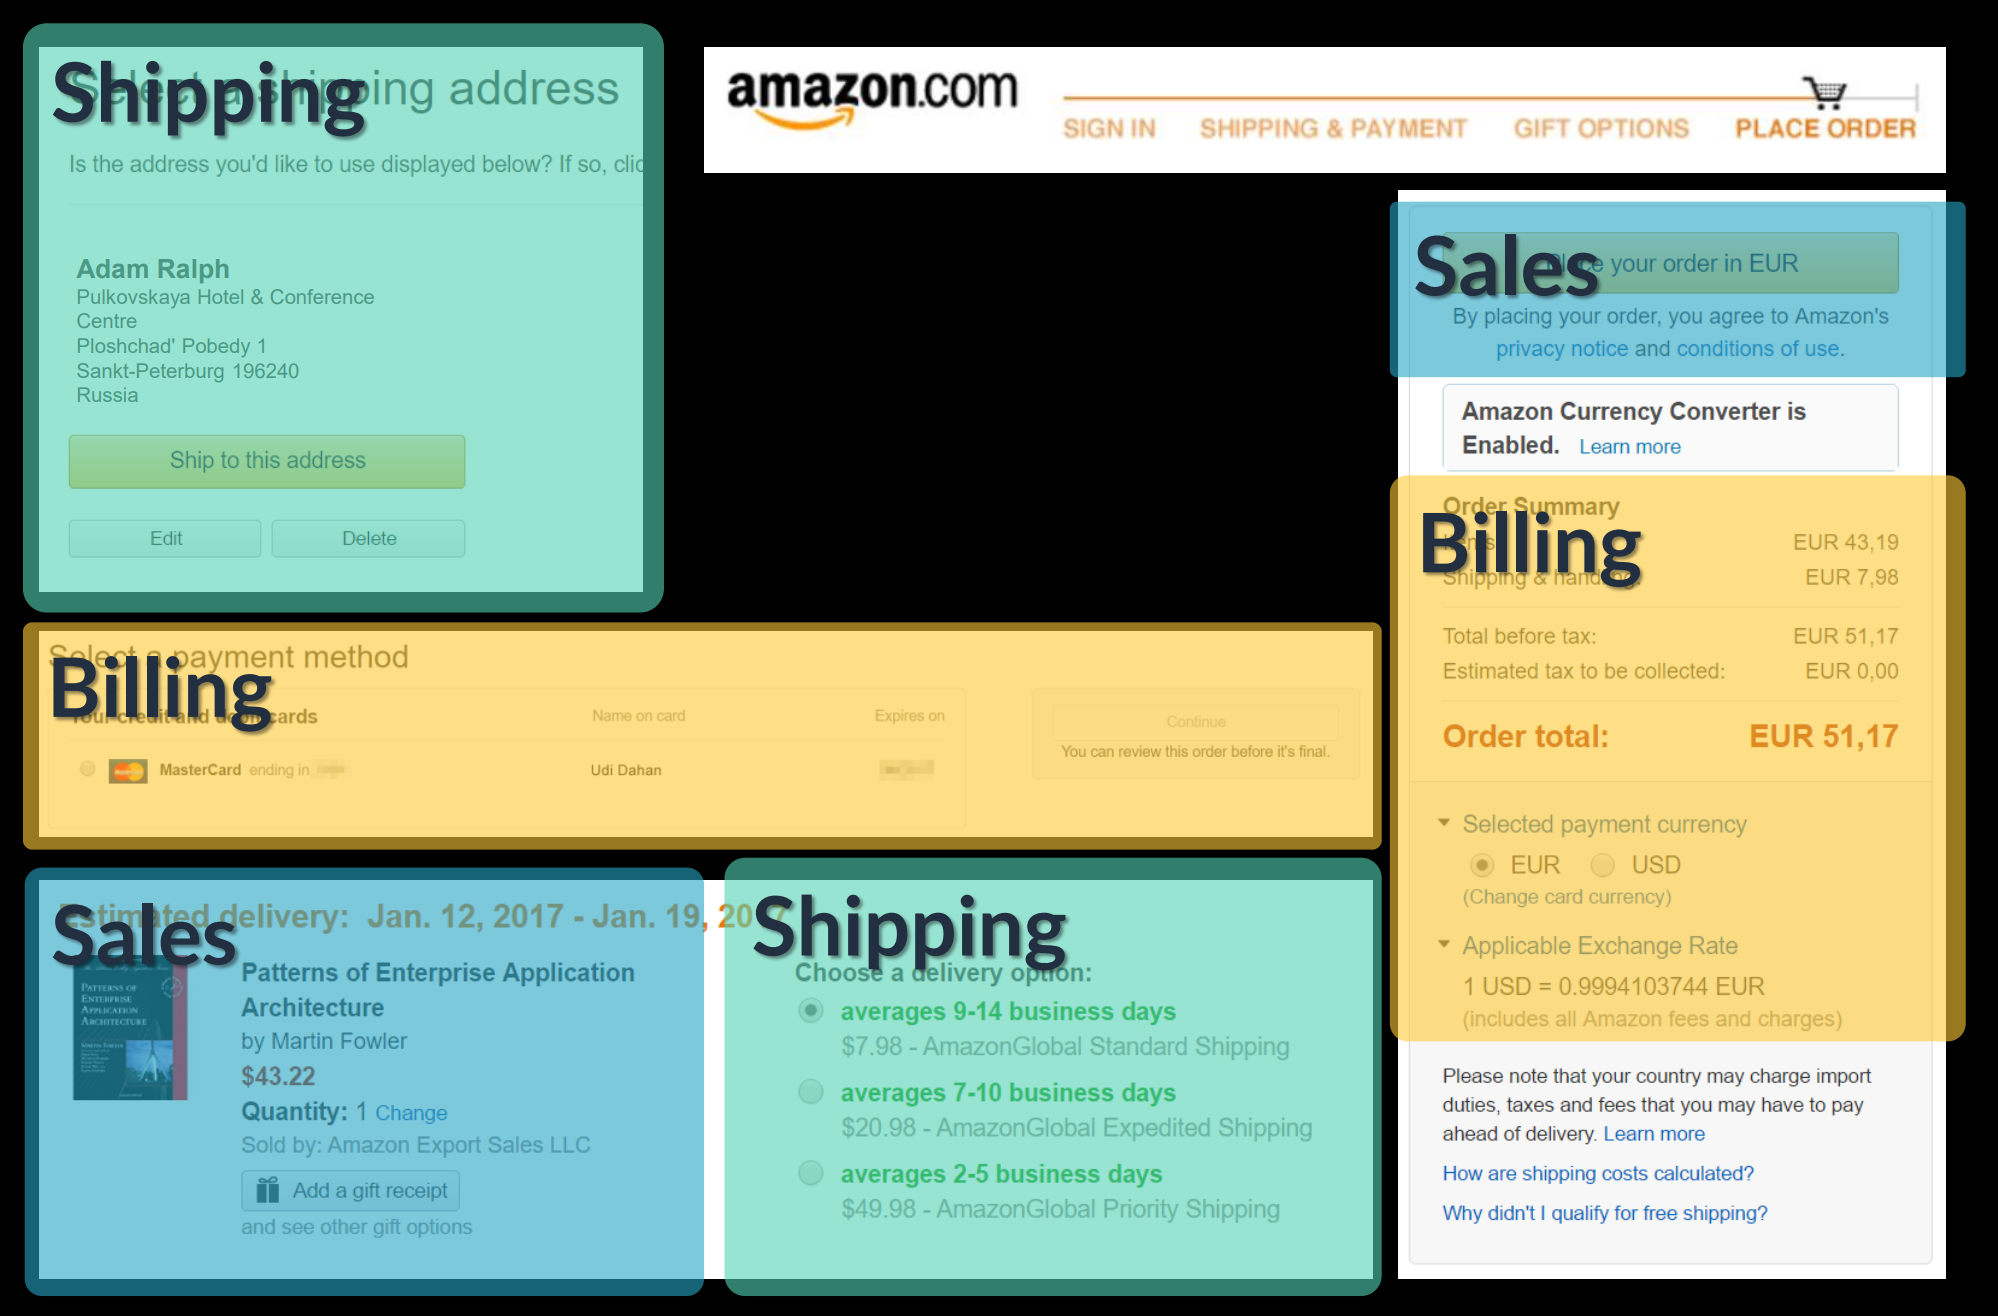 Shipping
Select a shipping address
Is the address you'd like to use displayed below? If so, clic
Adam Ralph
Pulkovskaya Hotel & Conference
Centre
Ploshchad' Pobedy 1
Sankt-Peterburg 196240
Russia
Ship to this address
Edit Delete
amazon.com
SIGN IN SHIPPING & PAYMENT GIFT OPTIONS PLACE ORDER
Billing
Select a payment method
Your credit and debit cards Name on card Expires on
MasterCard ending in Udi Dahan
Continue
You can review this order before it's final.
Sales
Estimated delivery: Jan. 12, 2017 - Jan. 19, 2017
PATTERNS OF
ENTERPRISE
APPLICATION
ARCHITECTURE
MARTIN FOWLER
Patterns of Enterprise Application
Architecture
by Martin Fowler
$43.22
Quantity: 1 Change
Sold by: Amazon Export Sales LLC
Add a gift receipt
and see other gift options
Shipping
Choose a delivery option:
averages 9-14 business days
$7.98 - AmazonGlobal Standard Shipping
averages 7-10 business days
$20.98 - AmazonGlobal Expedited Shipping
averages 2-5 business days
$49.98 - AmazonGlobal Priority Shipping
Sales
Place your order in EUR
By placing your order, you agree to Amazon's
privacy notice and conditions of use.
Amazon Currency Converter is
Enabled. Learn more
Billing
Order Summary
Items: EUR 43,19
Shipping & handling: EUR 7,98
Total before tax: EUR 51,17
Estimated tax to be collected: EUR 0,00
Order total: EUR 51,17
Selected payment currency
EUR USD
(Change card currency)
Applicable Exchange Rate
1 USD = 0.9994103744 EUR
(includes all Amazon fees and charges)
Please note that your country may charge import
duties, taxes and fees that you may have to pay
ahead of delivery. Learn more
How are shipping costs calculated?
Why didn't I qualify for free shipping?